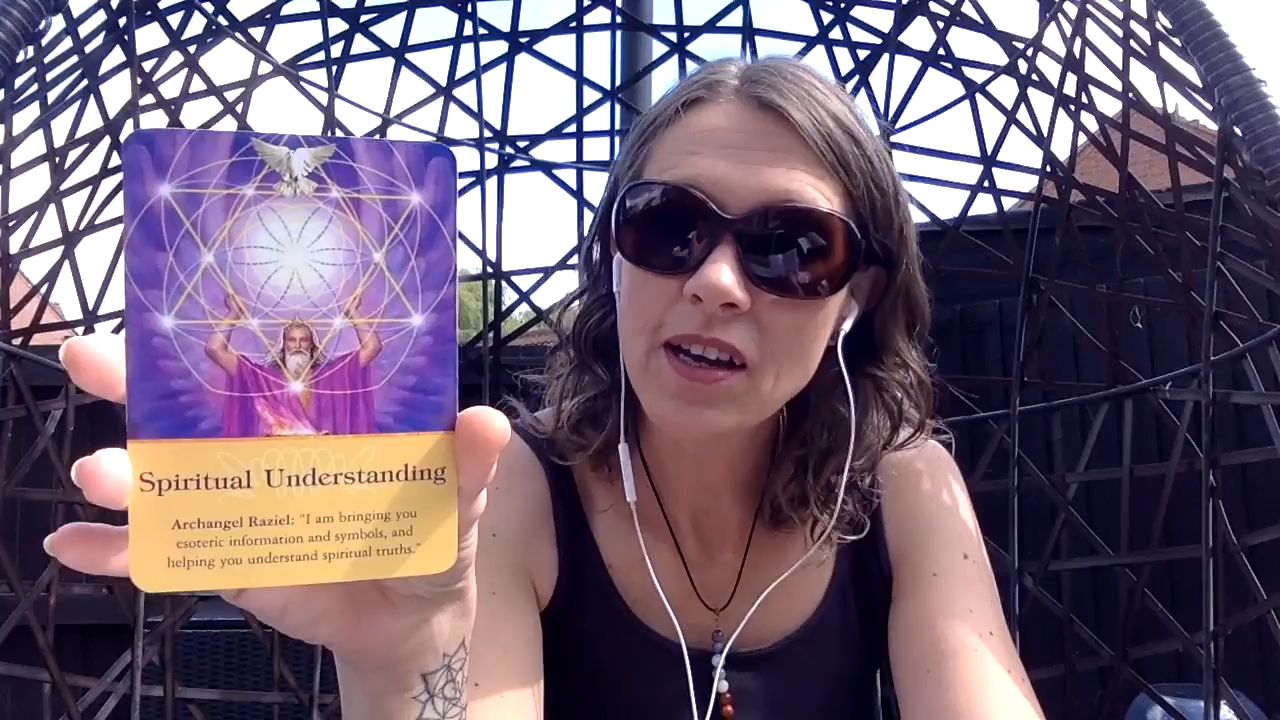 Spiritual Understanding
Archangel Raziel: "I am bringing you
esoteric information and symbols, and
helping you understand spiritual truths."